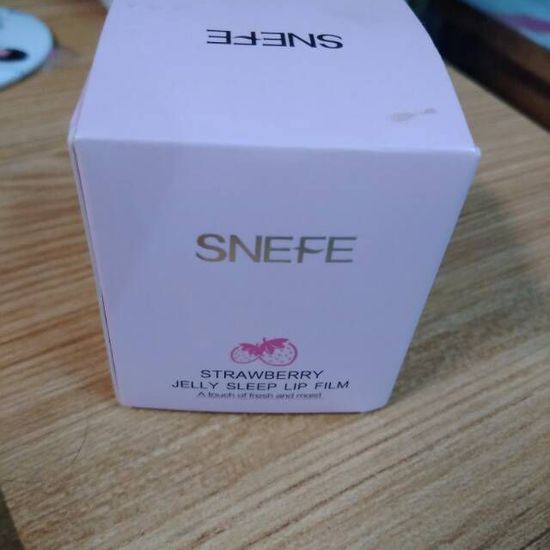 SNEFE
SNEFE
STRAWBERRY
JELLY SLEEP LIP FILM
A touch of fresh and moist